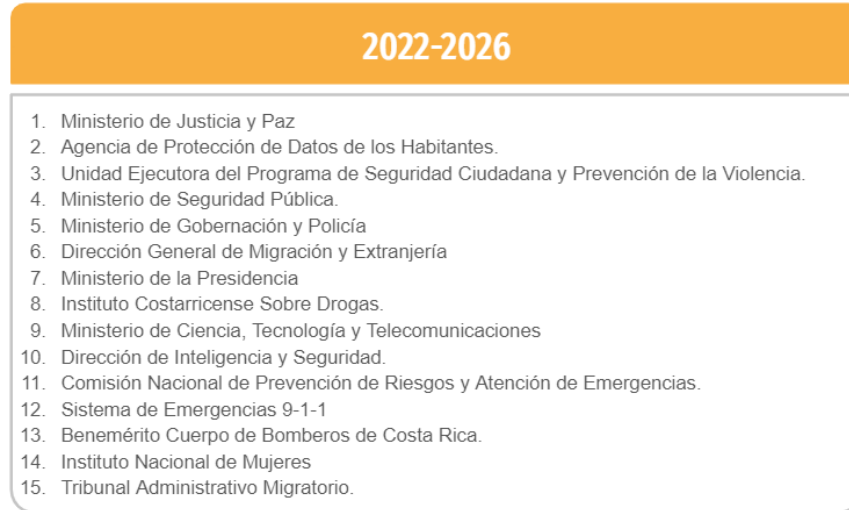 2022-2026
1. Ministerio de Justicia y Paz
2. Agencia de Protección de Datos de los Habitantes.
3. Unidad Ejecutora del Programa de Seguridad Ciudadana y Prevención de la Violencia.
4. Ministerio de Seguridad Pública.
5. Ministerio de Gobernación y Policía
6. Dirección General de Migración y Extranjería
7. Ministerio de la Presidencia
8. Instituto Costarricense Sobre Drogas.
9. Ministerio de Ciencia, Tecnología y Telecomunicaciones
10. Dirección de Inteligencia y Seguridad.
11. Comisión Nacional de Prevención de Riesgos y Atención de Emergencias.
12. Sistema de Emergencias 9-1-1
13. Benemérito Cuerpo de Bomberos de Costa Rica.
14. Instituto Nacional de Mujeres
15. Tribunal Administrativo Migratorio.